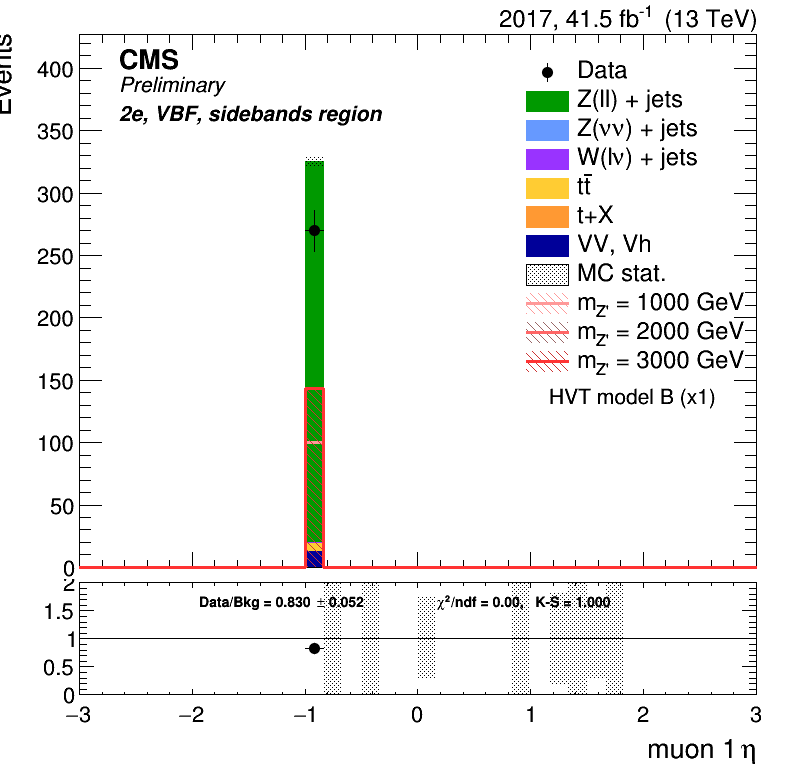 2017, 41.5 fb⁻¹ (13 TeV)
Events
CMS
Preliminary
2e, VBF, sidebands region
Data
Z(ll) + jets
Z(νν) + jets
W(lν) + jets
tt̄
t+X
VV, Vh
MC stat.
m_Z' = 1000 GeV
m_Z' = 2000 GeV
m_Z' = 3000 GeV
HVT model B (x1)
400
350
300
250
200
150
100
50
0
Data/Bkg = 0.830 ± 0.052
χ²/ndf = 0.00, K-S = 1.000
2
1.5
1
0.5
0
−3 −2 −1 0 1 2 3
muon 1 η